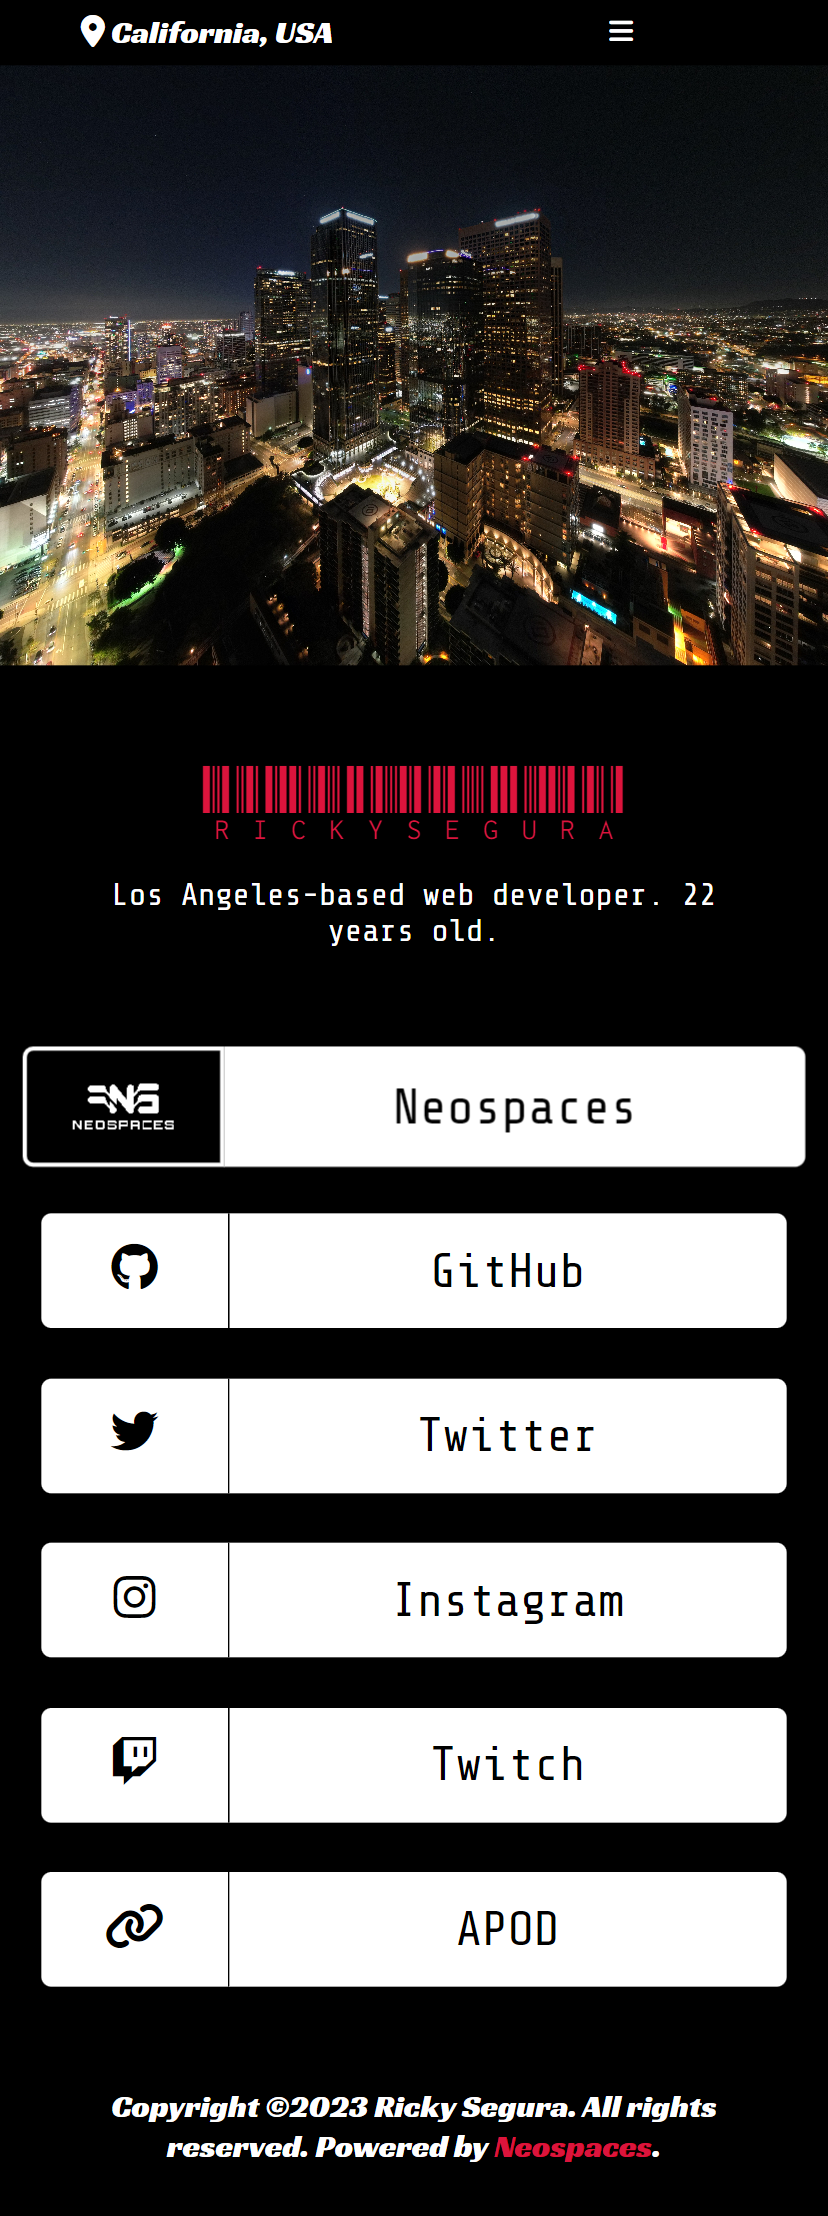 California, USA
RICKYSEGURA
Los Angeles-based web developer. 22
years old.
NEOSPACES
Neospaces
GitHub
Twitter
Instagram
Twitch
APOD
Copyright ©2023 Ricky Segura. All rights
reserved. Powered by Neospaces.